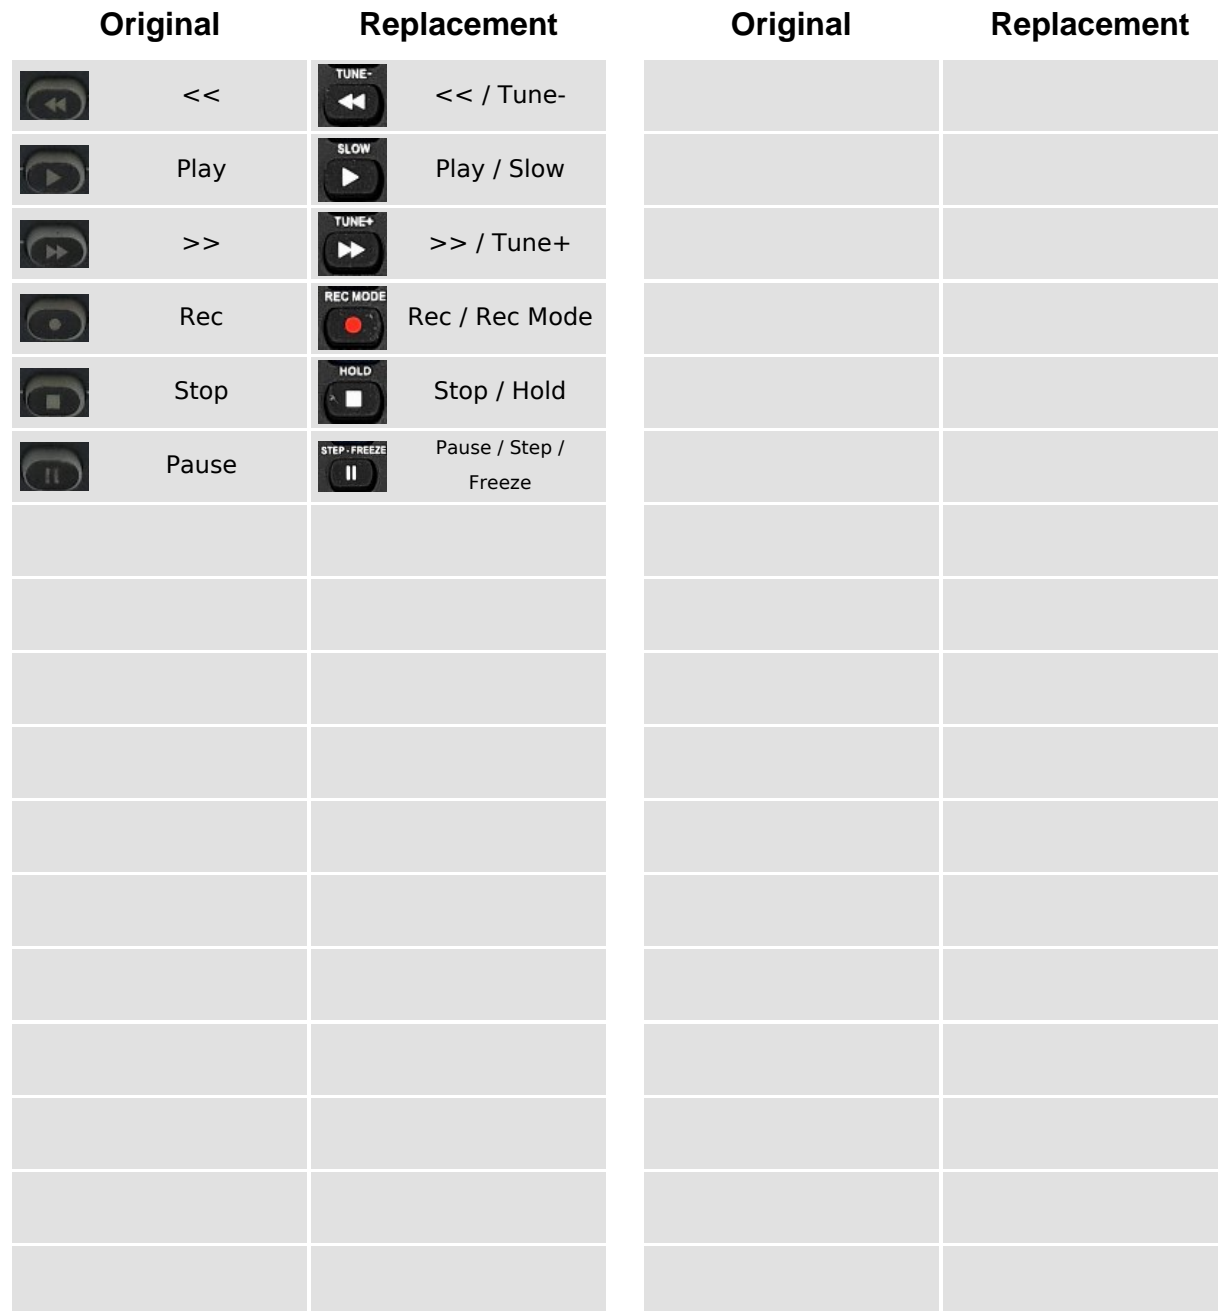 Original Replacement Original Replacement
<< TUNE- << / Tune-
Play SLOW Play / Slow
>> TUNE+ >> / Tune+
Rec REC MODE Rec / Rec Mode
Stop HOLD Stop / Hold
Pause STEP-FREEZE Pause / Step /
Freeze